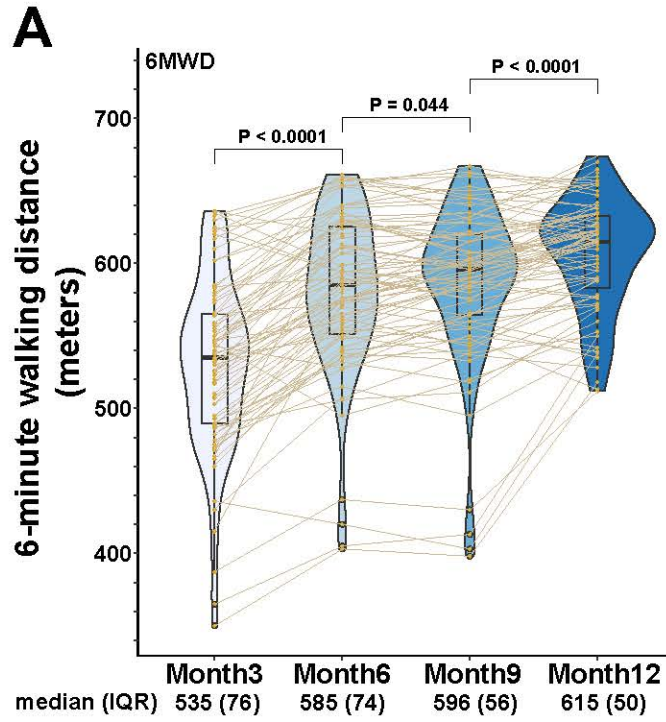 A
6MWD
P < 0.0001
P = 0.044
P < 0.0001
700
600
500
400
6-minute walking distance
(meters)
Month3 Month6 Month9 Month12
median (IQR) 535 (76) 585 (74) 596 (56) 615 (50)